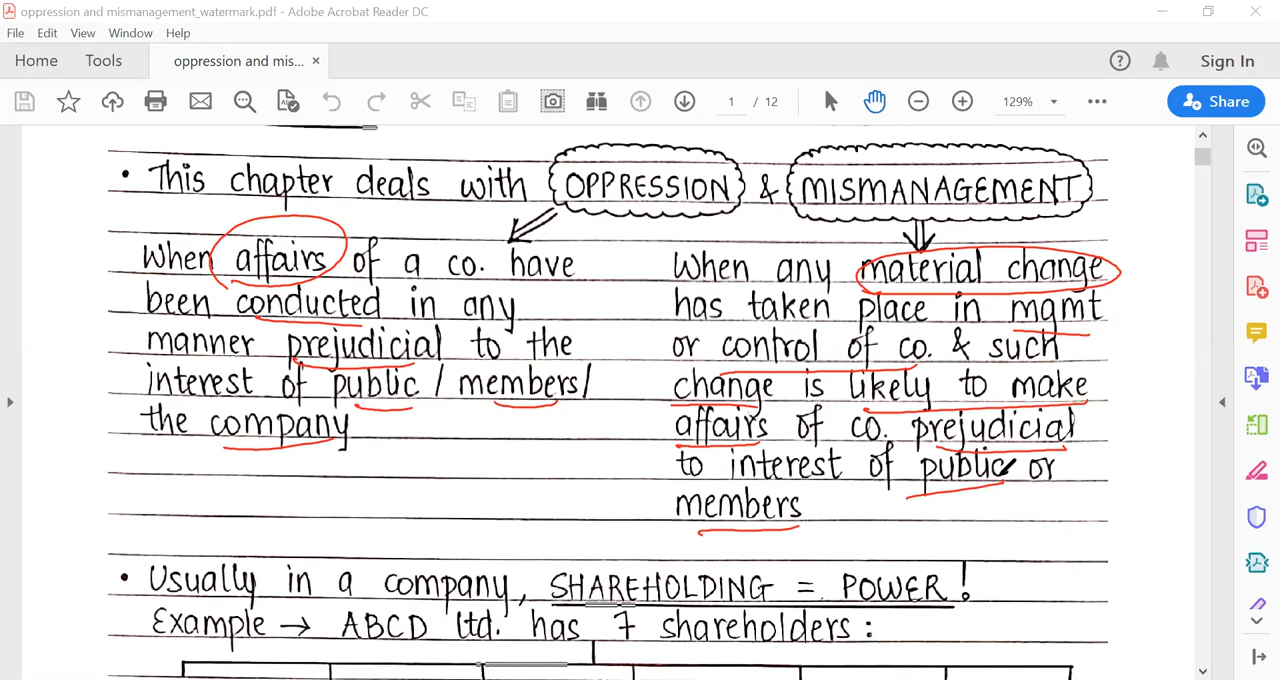 oppression and mismanagement_watermark.pdf - Adobe Acrobat Reader DC
File Edit View Window Help
Home Tools oppression and mis... × Sign In
1 / 12 129% Share
• This chapter deals with OPPRESSION & MISMANAGEMENT
When affairs of a co. have
been conducted in any
manner prejudicial to the
interest of public / members/
the company
When any material change
has taken place in mgmt
or control of co. & such
change is likely to make
affairs of co. prejudicial
to interest of public or
members
• Usually in a company, SHAREHOLDING = POWER!
Example → ABCD Ltd. has 7 shareholders: